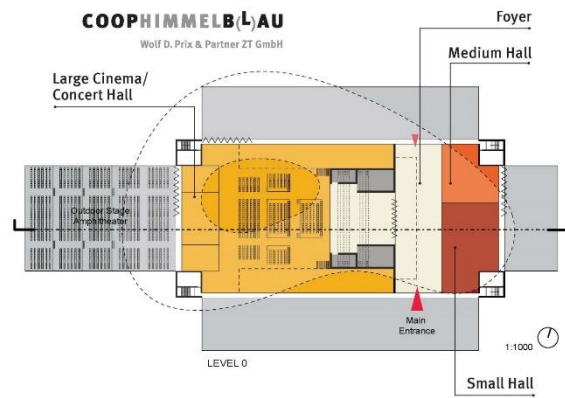 COOPHIMMELB(L)AU
Wolf D. Prix & Partner ZT GmbH
Foyer
Medium Hall
Large Cinema/
Concert Hall
Outdoor Stage
Amphitheater
Main
Entrance
1:1000
LEVEL 0
Small Hall